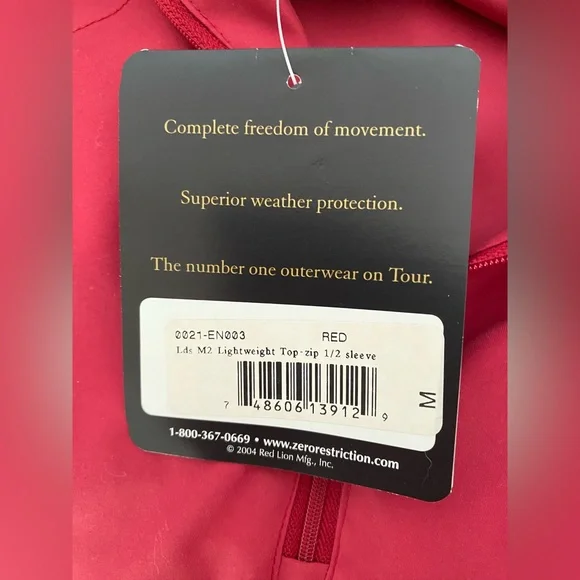 Complete freedom of movement.
Superior weather protection.
The number one outerwear on Tour.
0021-EN003 RED
Lds M2 Lightweight Top-zip 1/2 sleeve
7 48606 13912 9
M
1-800-367-0669 • www.zerorestriction.com
© 2004 Red Lion Mfg., Inc.